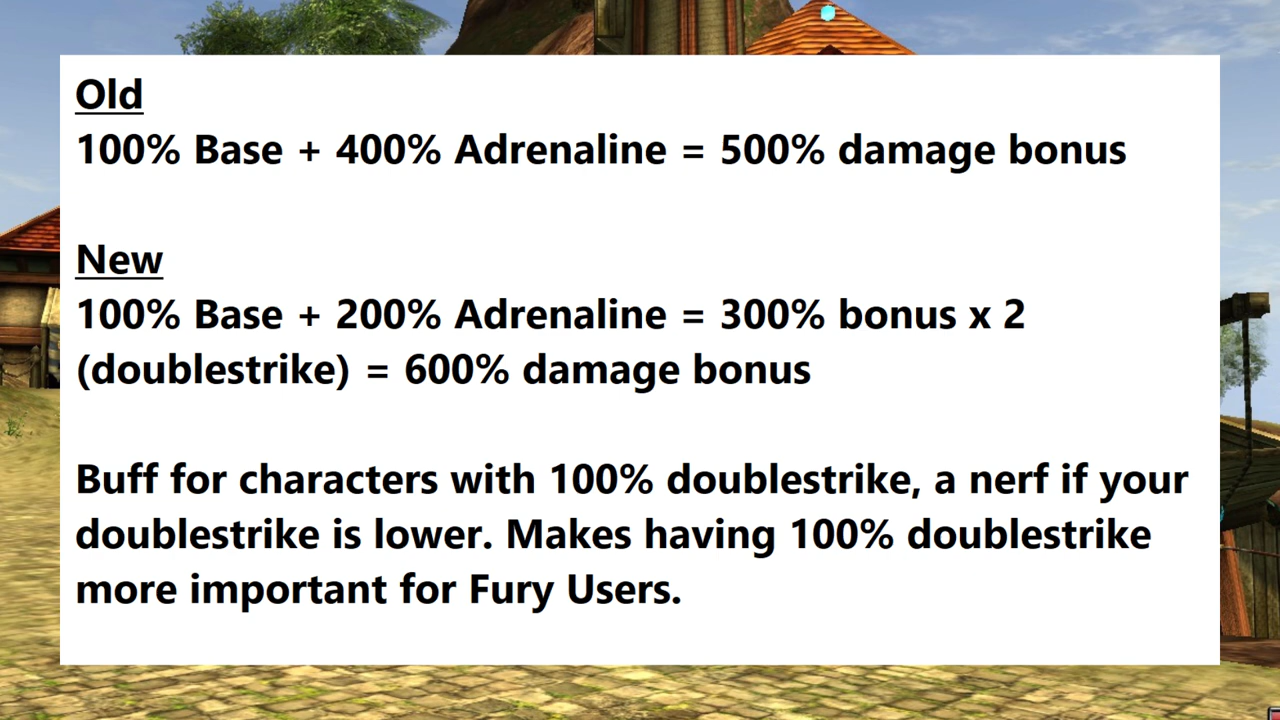 Old
100% Base + 400% Adrenaline = 500% damage bonus
New
100% Base + 200% Adrenaline = 300% bonus x 2
(doublestrike) = 600% damage bonus
Buff for characters with 100% doublestrike, a nerf if your
doublestrike is lower. Makes having 100% doublestrike
more important for Fury Users.